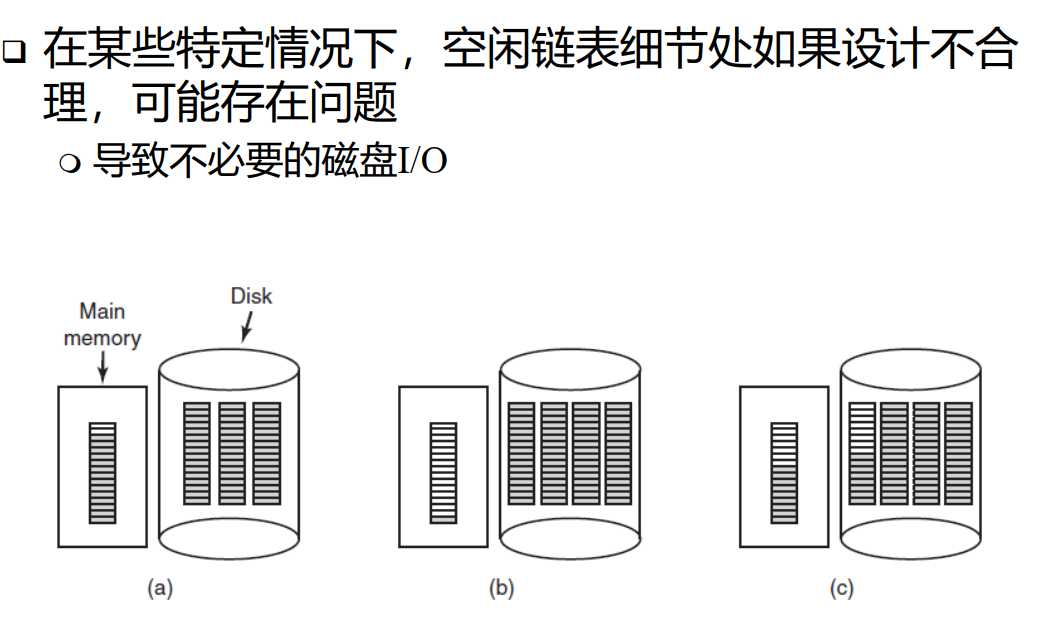 在某些特定情况下，空闲链表细节处如果设计不合
理，可能存在问题
导致不必要的磁盘I/O
Disk
Main
memory
(a)
(b)
(c)